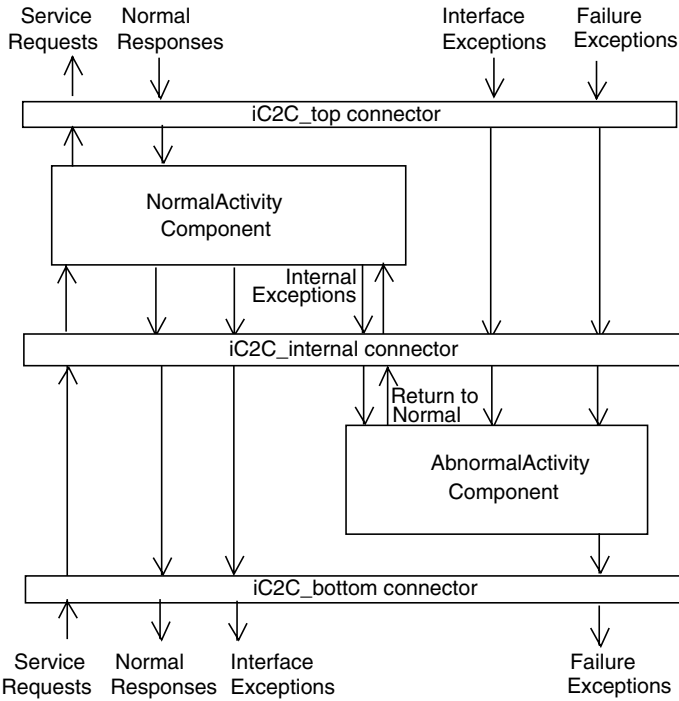 Service
Requests
Normal
Responses
Interface
Exceptions
Failure
Exceptions
iC2C_top connector
NormalActivity
Component
Internal
Exceptions
iC2C_internal connector
Return to
Normal
AbnormalActivity
Component
iC2C_bottom connector
Service
Requests
Normal
Responses
Interface
Exceptions
Failure
Exceptions